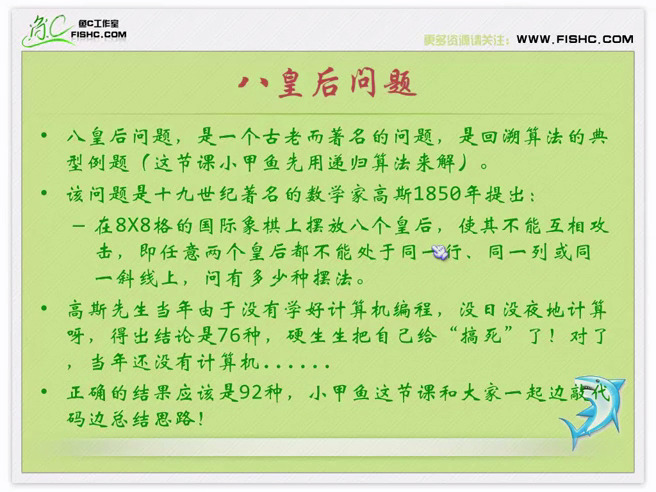 鱼C工作室
FISHC.COM
更多资源请关注：WWW.FISHC.COM
八皇后问题
• 八皇后问题，是一个古老而著名的问题，是回溯算法的典
型例题（这节课小甲鱼先用递归算法来解）。
• 该问题是十九世纪著名的数学家高斯1850年提出：
– 在8X8格的国际象棋上摆放八个皇后，使其不能互相攻
击，即任意两个皇后都不能处于同一行、同一列或同
一斜线上，问有多少种摆法。
• 高斯先生当年由于没有学好计算机编程，没日没夜地计算
呀，得出结论是76种，硬生生把自己给“搞死”了！对了
，当年还没有计算机......
• 正确的结果应该是92种，小甲鱼这节课和大家一起边敲代
码边总结思路！